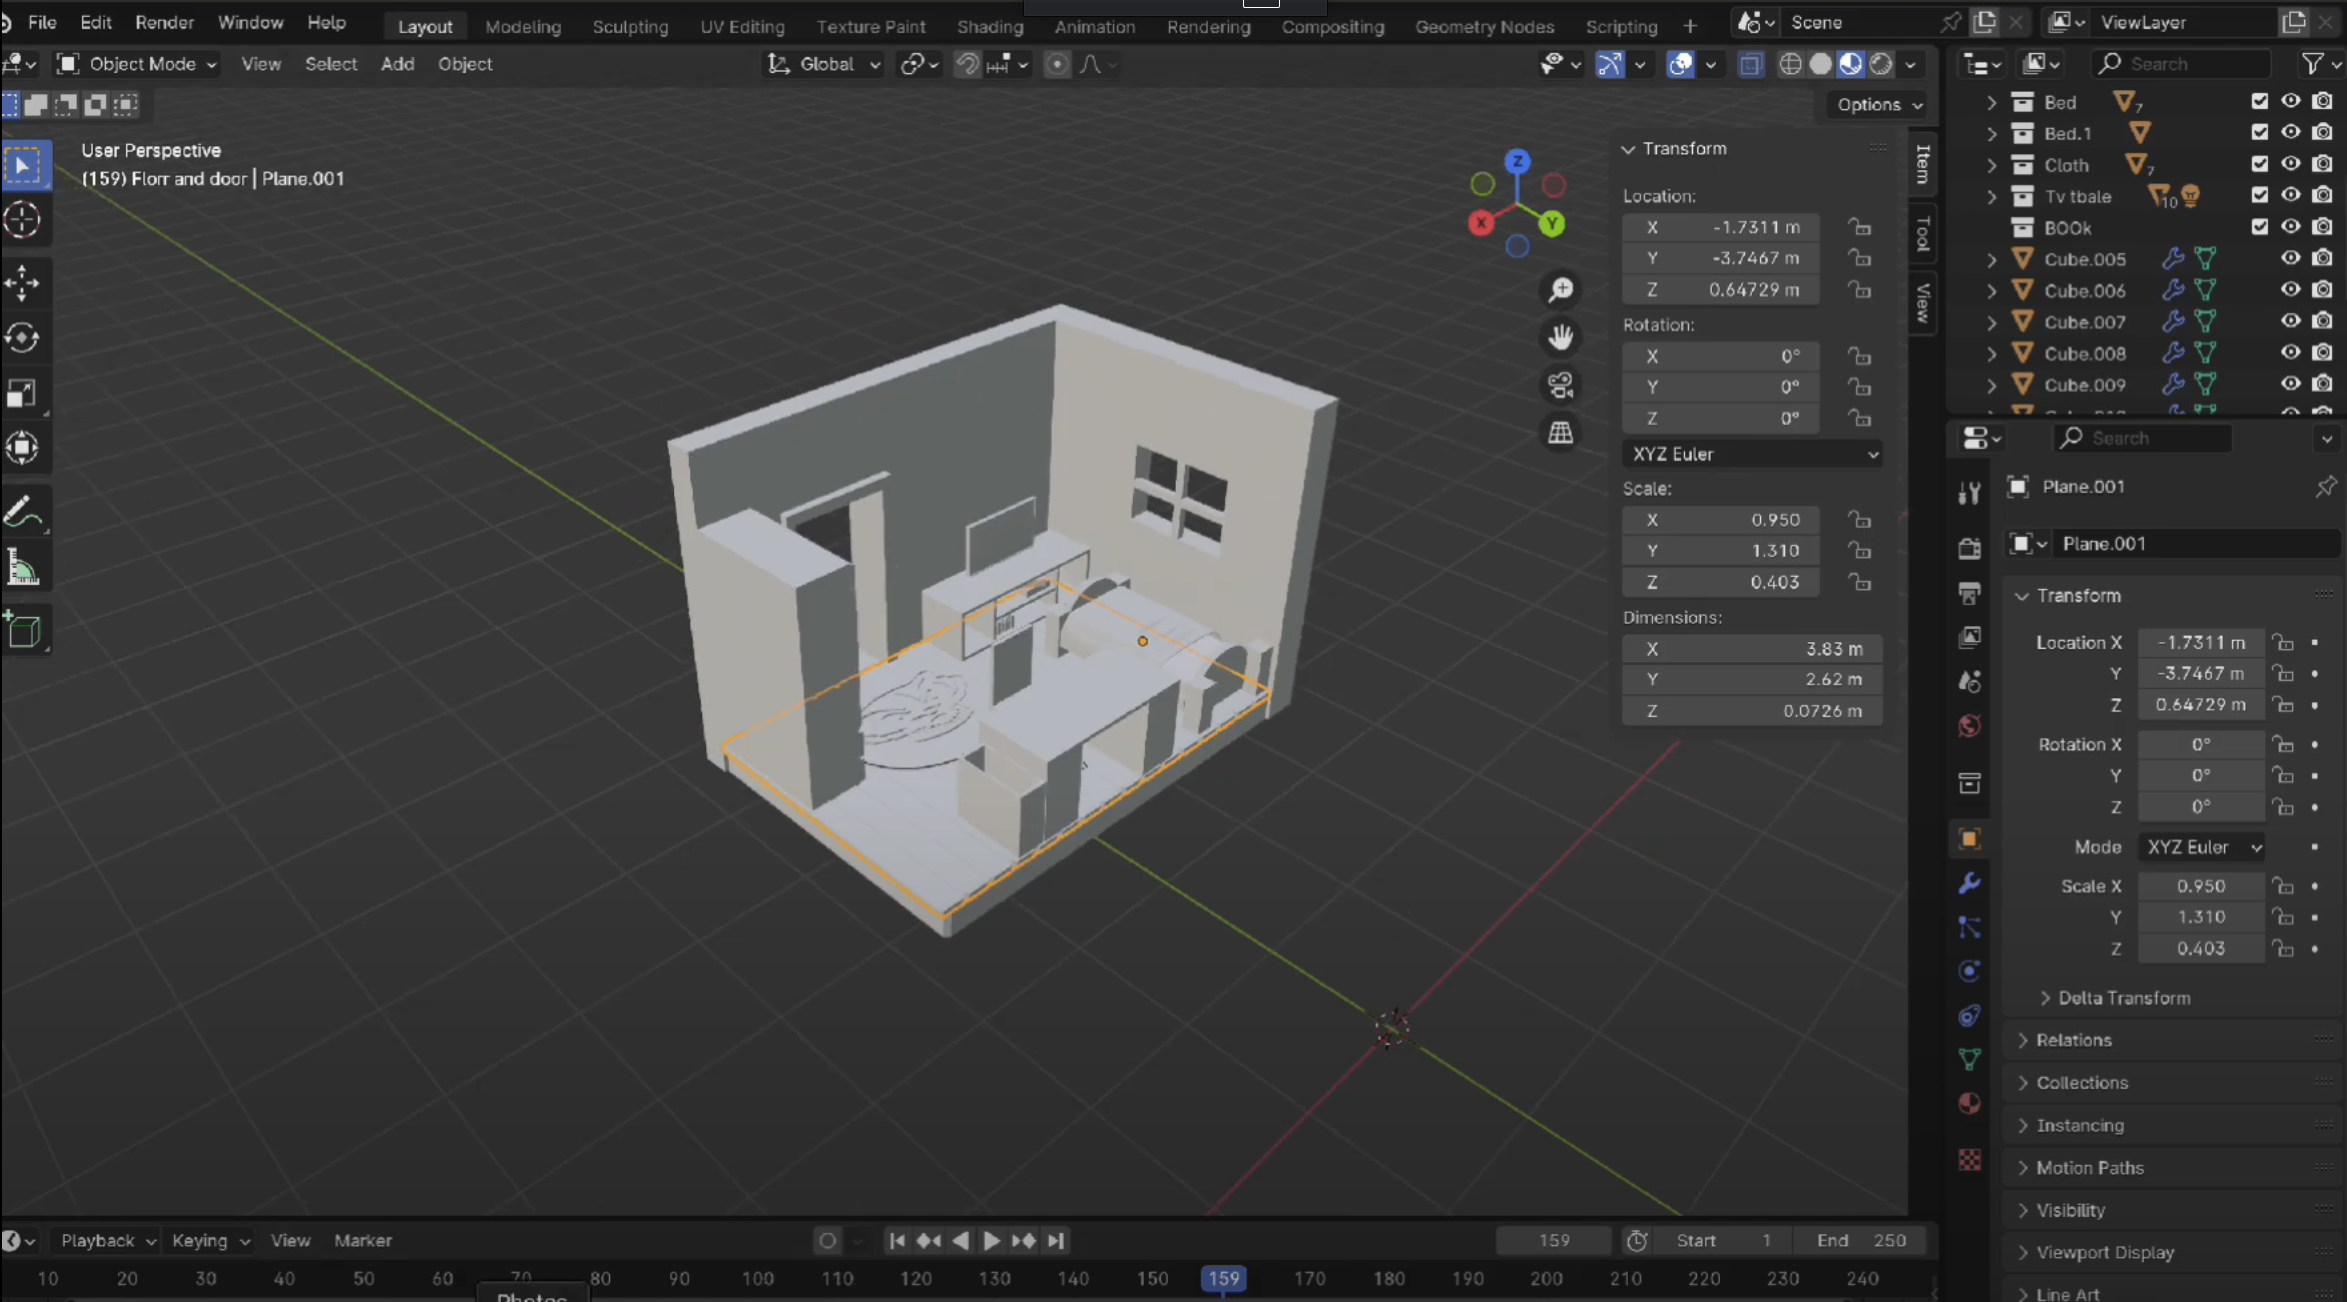 File Edit Render Window Help Layout Modeling Sculpting UV Editing Texture Paint Shading Animation Rendering Compositing Geometry Nodes Scripting + Scene ViewLayer
Object Mode View Select Add Object Global Search
Options
User Perspective
(159) Florr and door | Plane.001
Z
X
Y
Transform
Location:
X -1.7311 m
Y -3.7467 m
Z 0.64729 m
Rotation:
X 0°
Y 0°
Z 0°
XYZ Euler
Scale:
X 0.950
Y 1.310
Z 0.403
Dimensions:
X 3.83 m
Y 2.62 m
Z 0.0726 m
Item
Tool
View
Bed 7
Bed.1
Cloth 7
Tv tbale 10
BOOk
Cube.005
Cube.006
Cube.007
Cube.008
Cube.009
Search
Plane.001
Plane.001
Transform
Location X -1.7311 m
Y -3.7467 m
Z 0.64729 m
Rotation X 0°
Y 0°
Z 0°
Mode XYZ Euler
Scale X 0.950
Y 1.310
Z 0.403
Delta Transform
Relations
Collections
Instancing
Motion Paths
Visibility
Viewport Display
Line Art
Playback Keying View Marker 159 Start 1 End 250
10 20 30 40 50 60 70 80 90 100 110 120 130 140 150 159 170 180 190 200 210 220 230 240
Photos